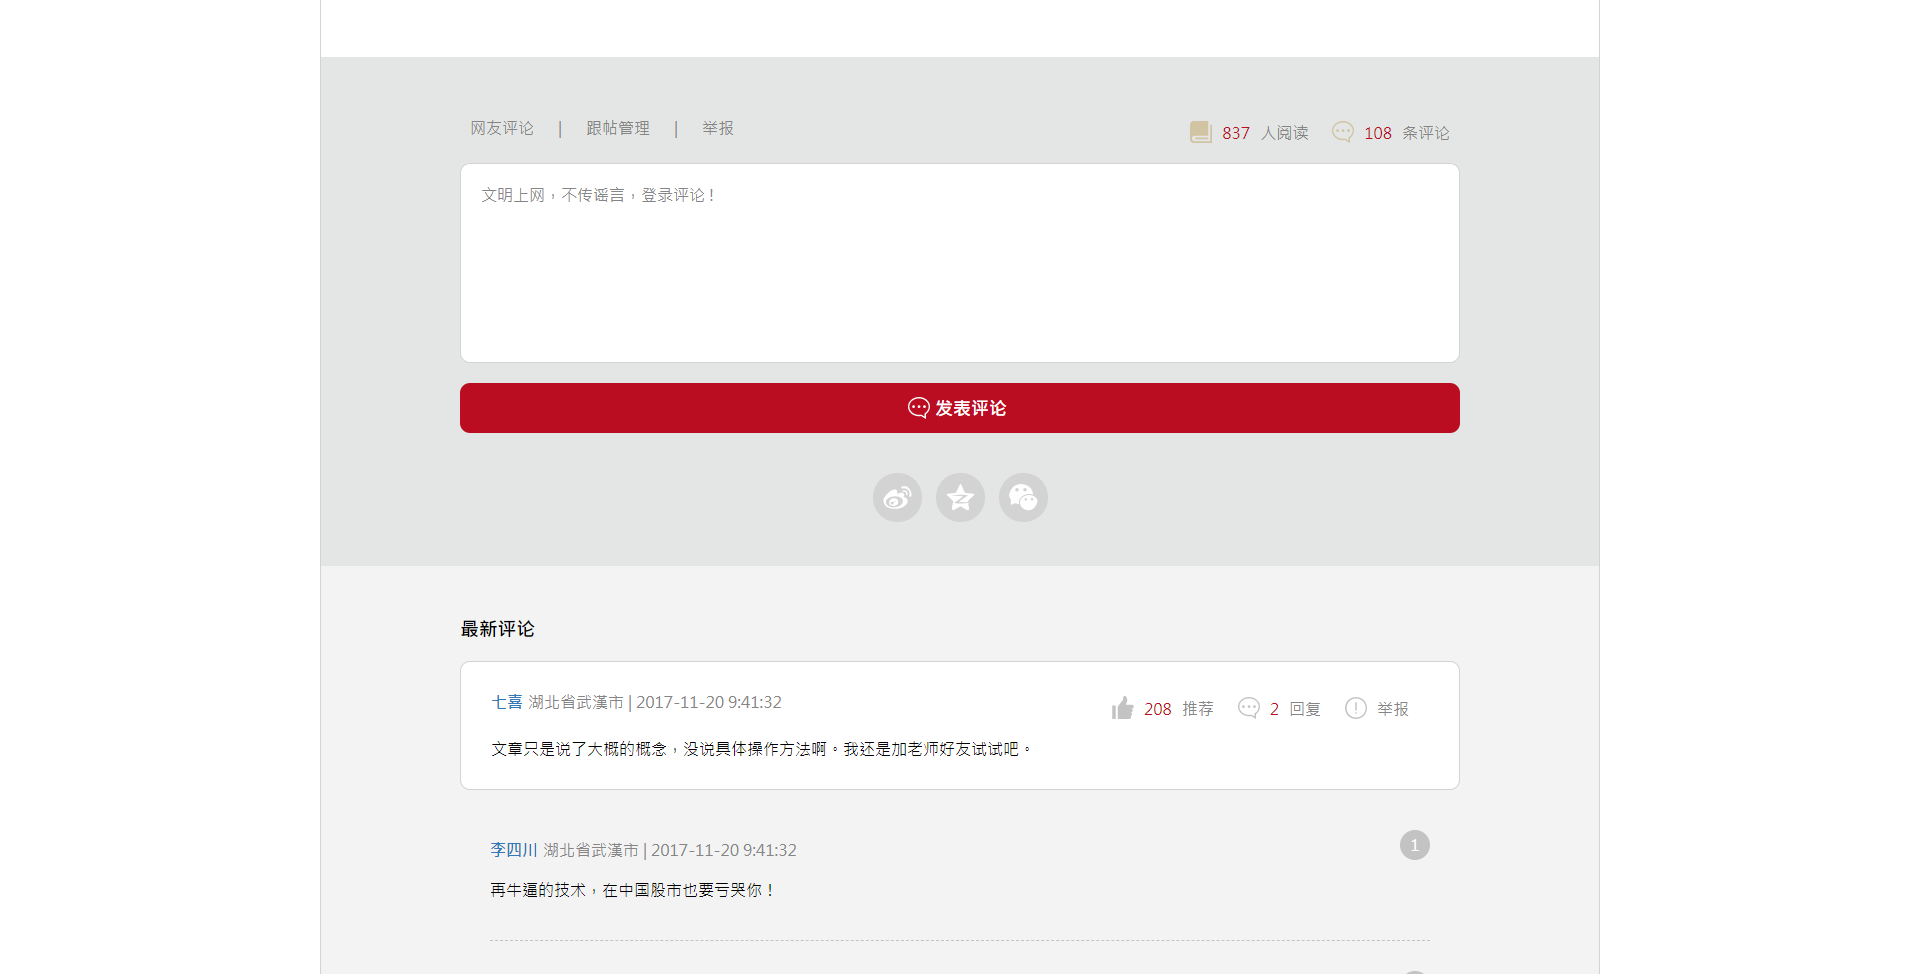 网友评论 | 跟帖管理 | 举报
837 人阅读 108 条评论
文明上网，不传谣言，登录评论！
发表评论
最新评论
七喜 湖北省武漢市 | 2017-11-20 9:41:32
208 推荐 2 回复 举报
文章只是说了大概的概念，没说具体操作方法啊。我还是加老师好友试试吧。
李四川 湖北省武漢市 | 2017-11-20 9:41:32
1
再牛逼的技术，在中国股市也要亏哭你！